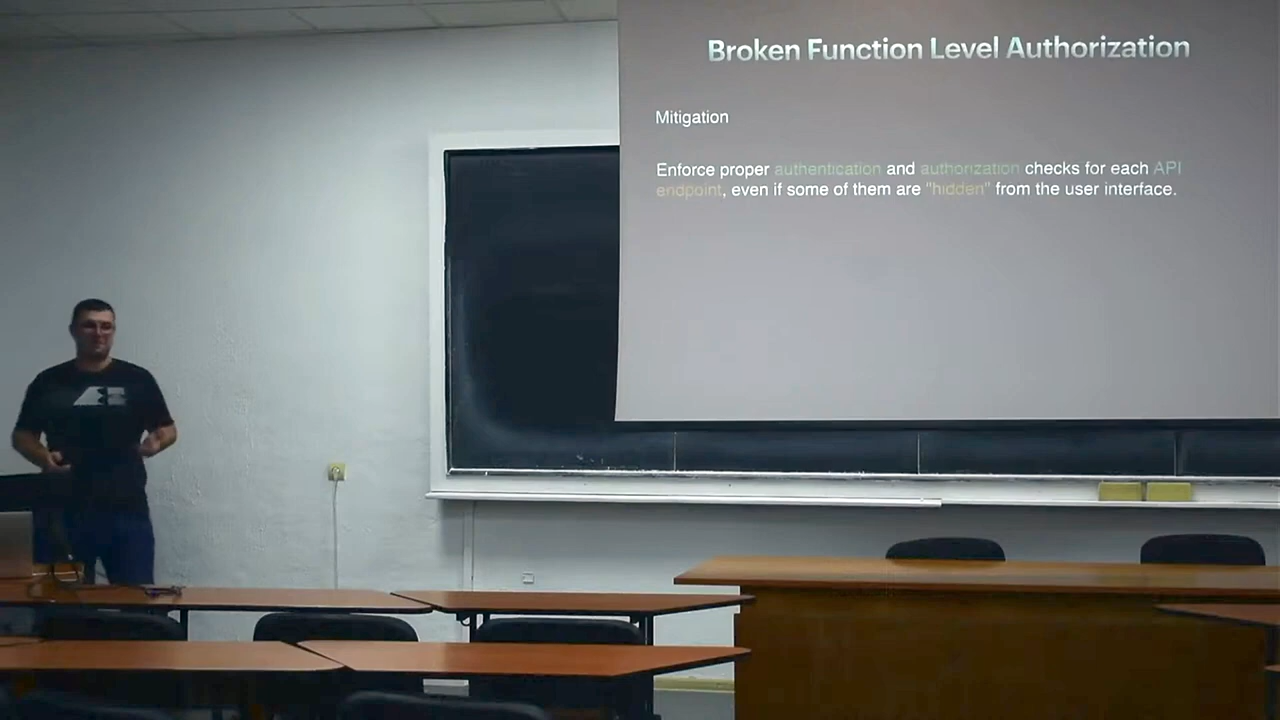 Broken Function Level Authorization
Mitigation
Enforce proper authentication and authorization checks for each API
endpoint, even if some of them are "hidden" from the user interface.